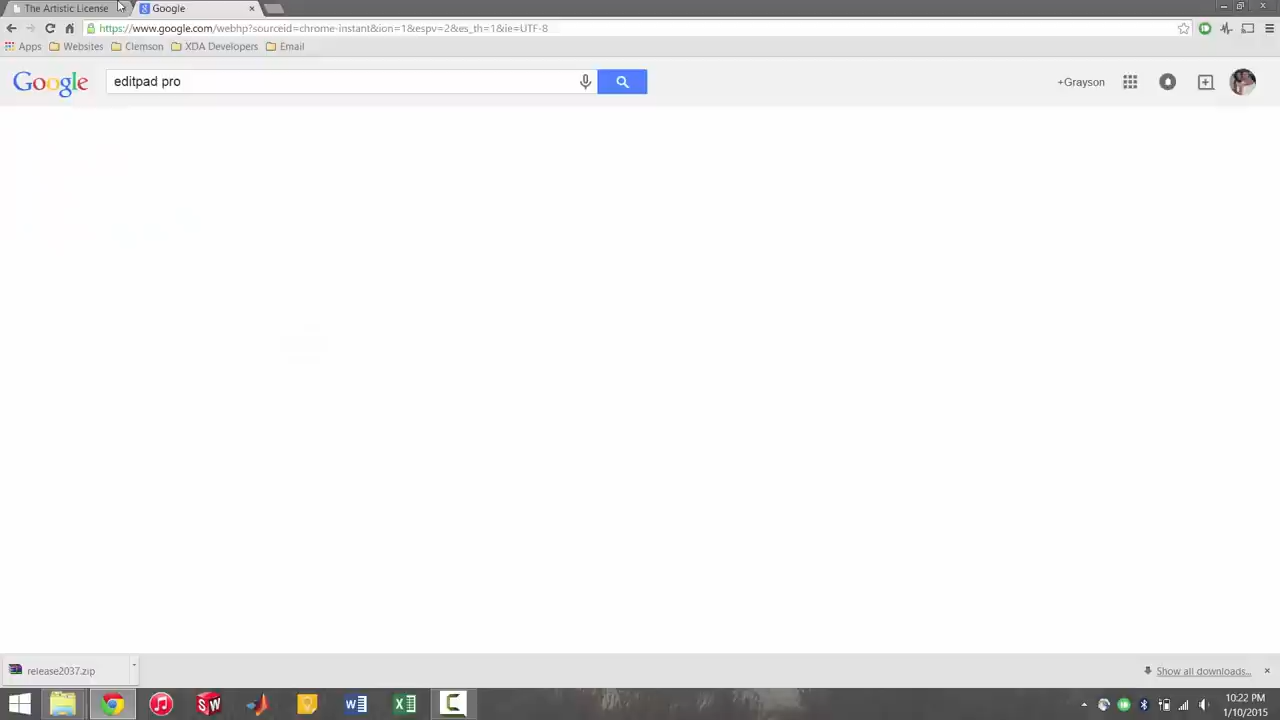 The Artistic License
Google
https://www.google.com/webhp?sourceid=chrome-instant&ion=1&espv=2&es_th=1&ie=UTF-8
Apps Websites Clemson XDA Developers Email
Google editpad pro +Grayson
release2037.zip Show all downloads...
SW
10:22 PM
1/10/2015